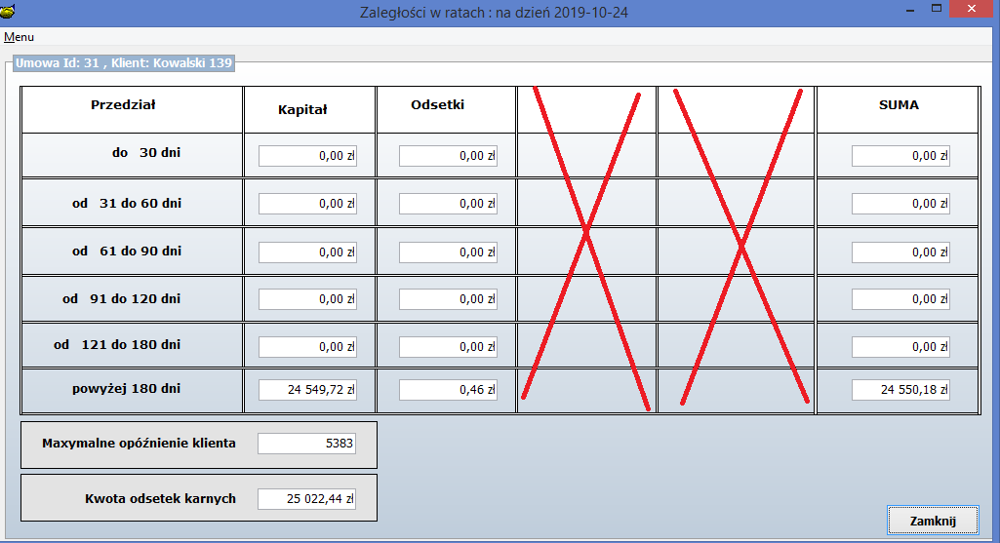 Zaległości w ratach : na dzień 2019-10-24
Menu
Umowa Id: 31 , Klient: Kowalski 139
Przedział Kapitał Odsetki SUMA
do 30 dni 0,00 zł 0,00 zł 0,00 zł
od 31 do 60 dni 0,00 zł 0,00 zł 0,00 zł
od 61 do 90 dni 0,00 zł 0,00 zł 0,00 zł
od 91 do 120 dni 0,00 zł 0,00 zł 0,00 zł
od 121 do 180 dni 0,00 zł 0,00 zł 0,00 zł
powyżej 180 dni 24 549,72 zł 0,46 zł 24 550,18 zł
Maxymalne opóźnienie klienta 5383
Kwota odsetek karnych 25 022,44 zł
Zamknij